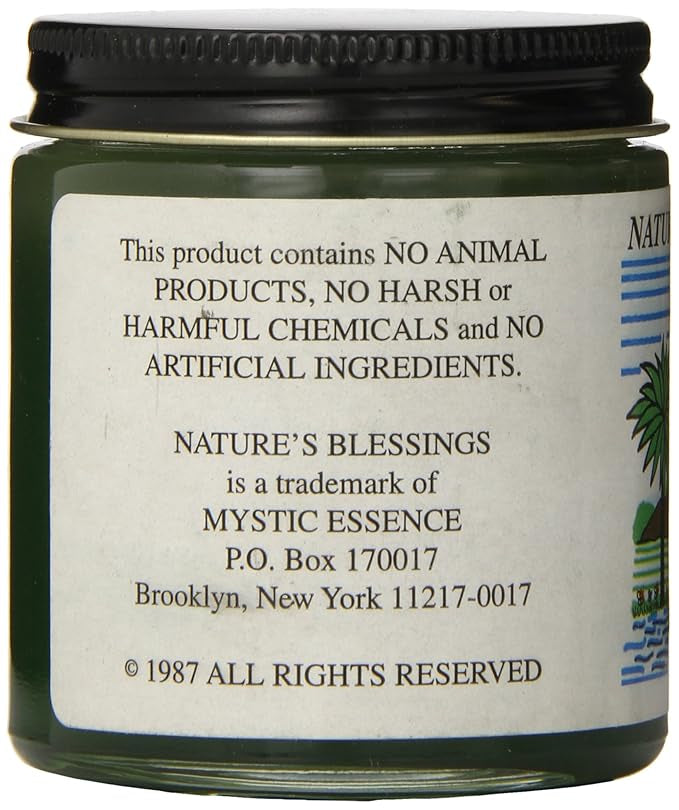 This product contains NO ANIMAL
PRODUCTS, NO HARSH or
HARMFUL CHEMICALS and NO
ARTIFICIAL INGREDIENTS.
NATURE'S BLESSINGS
is a trademark of
MYSTIC ESSENCE
P.O. Box 170017
Brooklyn, New York 11217-0017
© 1987 ALL RIGHTS RESERVED
NATU